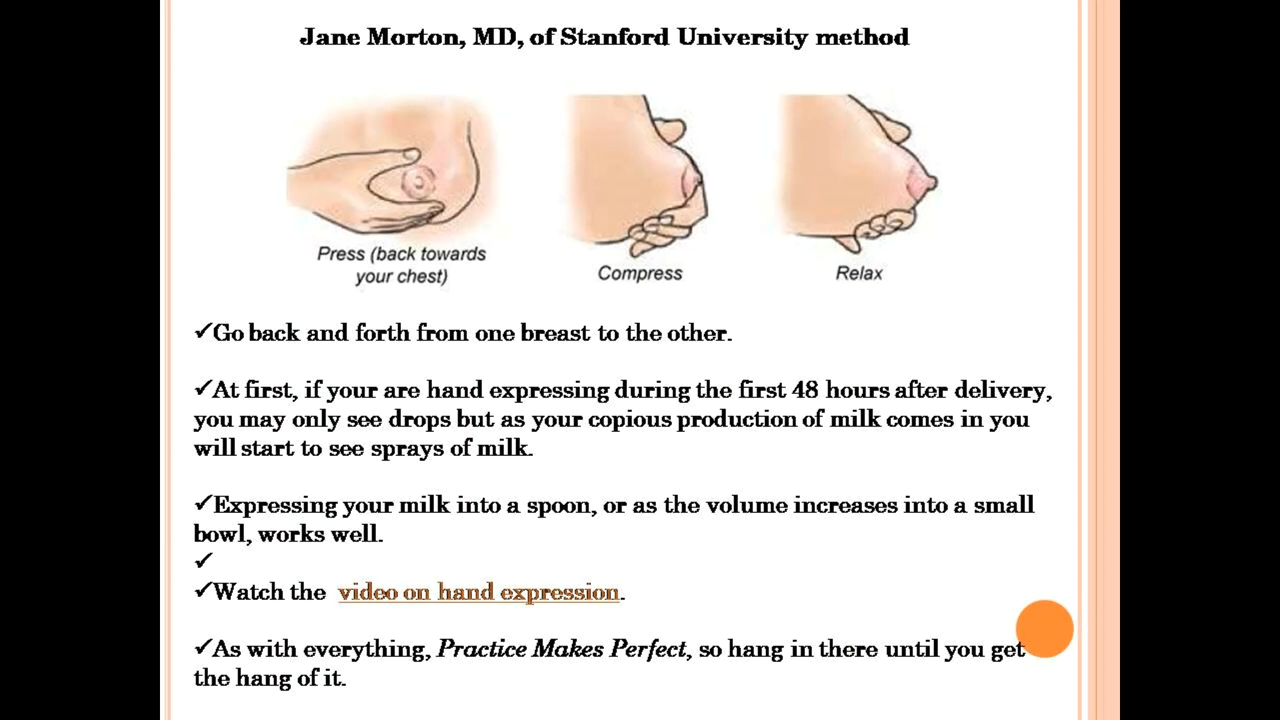 Jane Morton, MD, of Stanford University method
Press (back towards
your chest)
Compress
Relax
✓Go back and forth from one breast to the other.
✓At first, if your are hand expressing during the first 48 hours after delivery,
you may only see drops but as your copious production of milk comes in you
will start to see sprays of milk.
✓Expressing your milk into a spoon, or as the volume increases into a small
bowl, works well.
✓
✓Watch the video on hand expression.
✓As with everything, Practice Makes Perfect, so hang in there until you get
the hang of it.